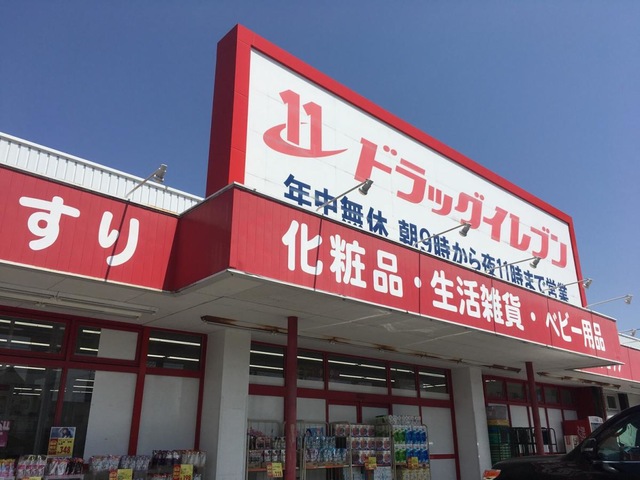 11 ドラッグイレブン
年中無休 朝9時から夜11時まで営業
すり
化粧品・生活雑貨・ベビー用品